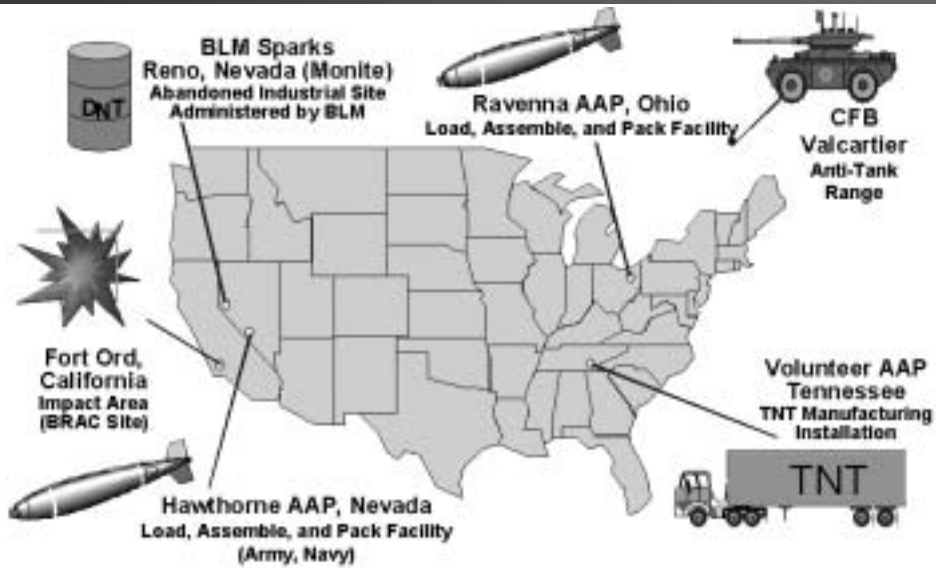 DNT
BLM Sparks
Reno, Nevada (Monite)
Abandoned Industrial Site
Administered by BLM
Ravenna AAP, Ohio
Load, Assemble, and Pack Facility
CFB
Valcartier
Anti-Tank
Range
Fort Ord,
California
Impact Area
(BRAC Site)
Volunteer AAP
Tennessee
TNT Manufacturing
Installation
TNT
Hawthorne AAP, Nevada
Load, Assemble, and Pack Facility
(Army, Navy)